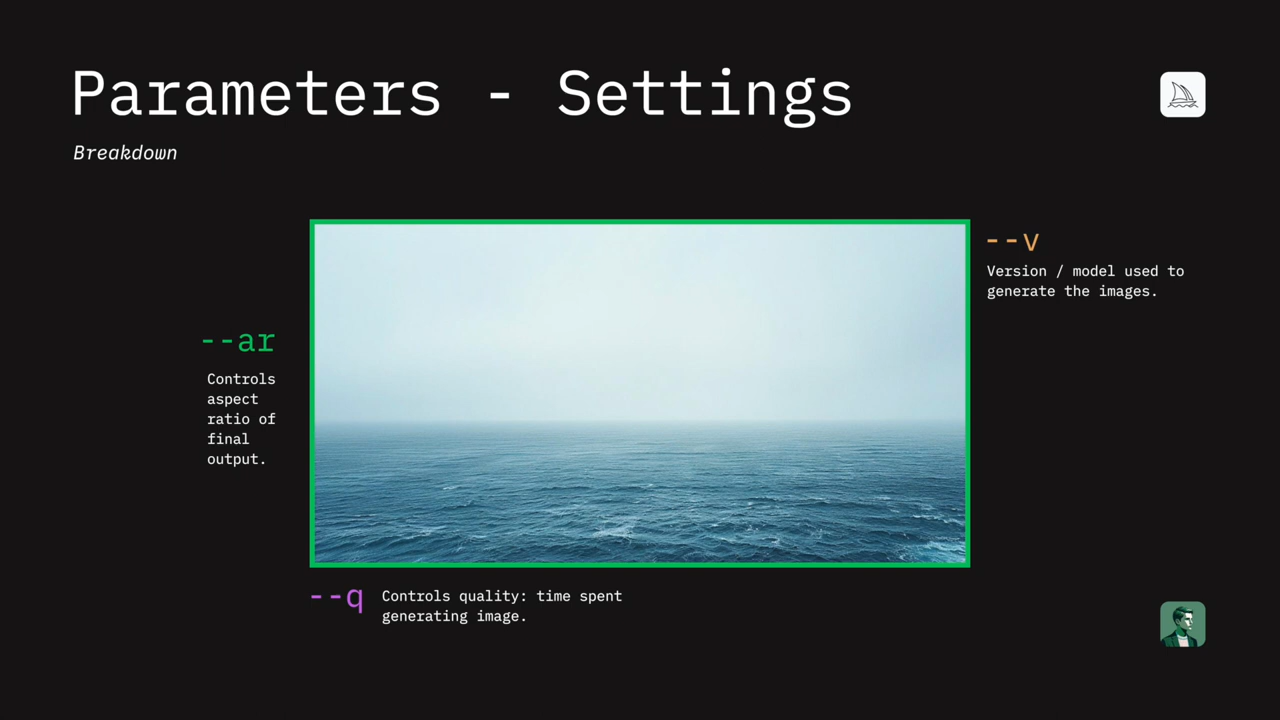 Parameters - Settings
Breakdown
--v
Version / model used to
generate the images.
--ar
Controls
aspect
ratio of
final
output.
--q
Controls quality: time spent
generating image.